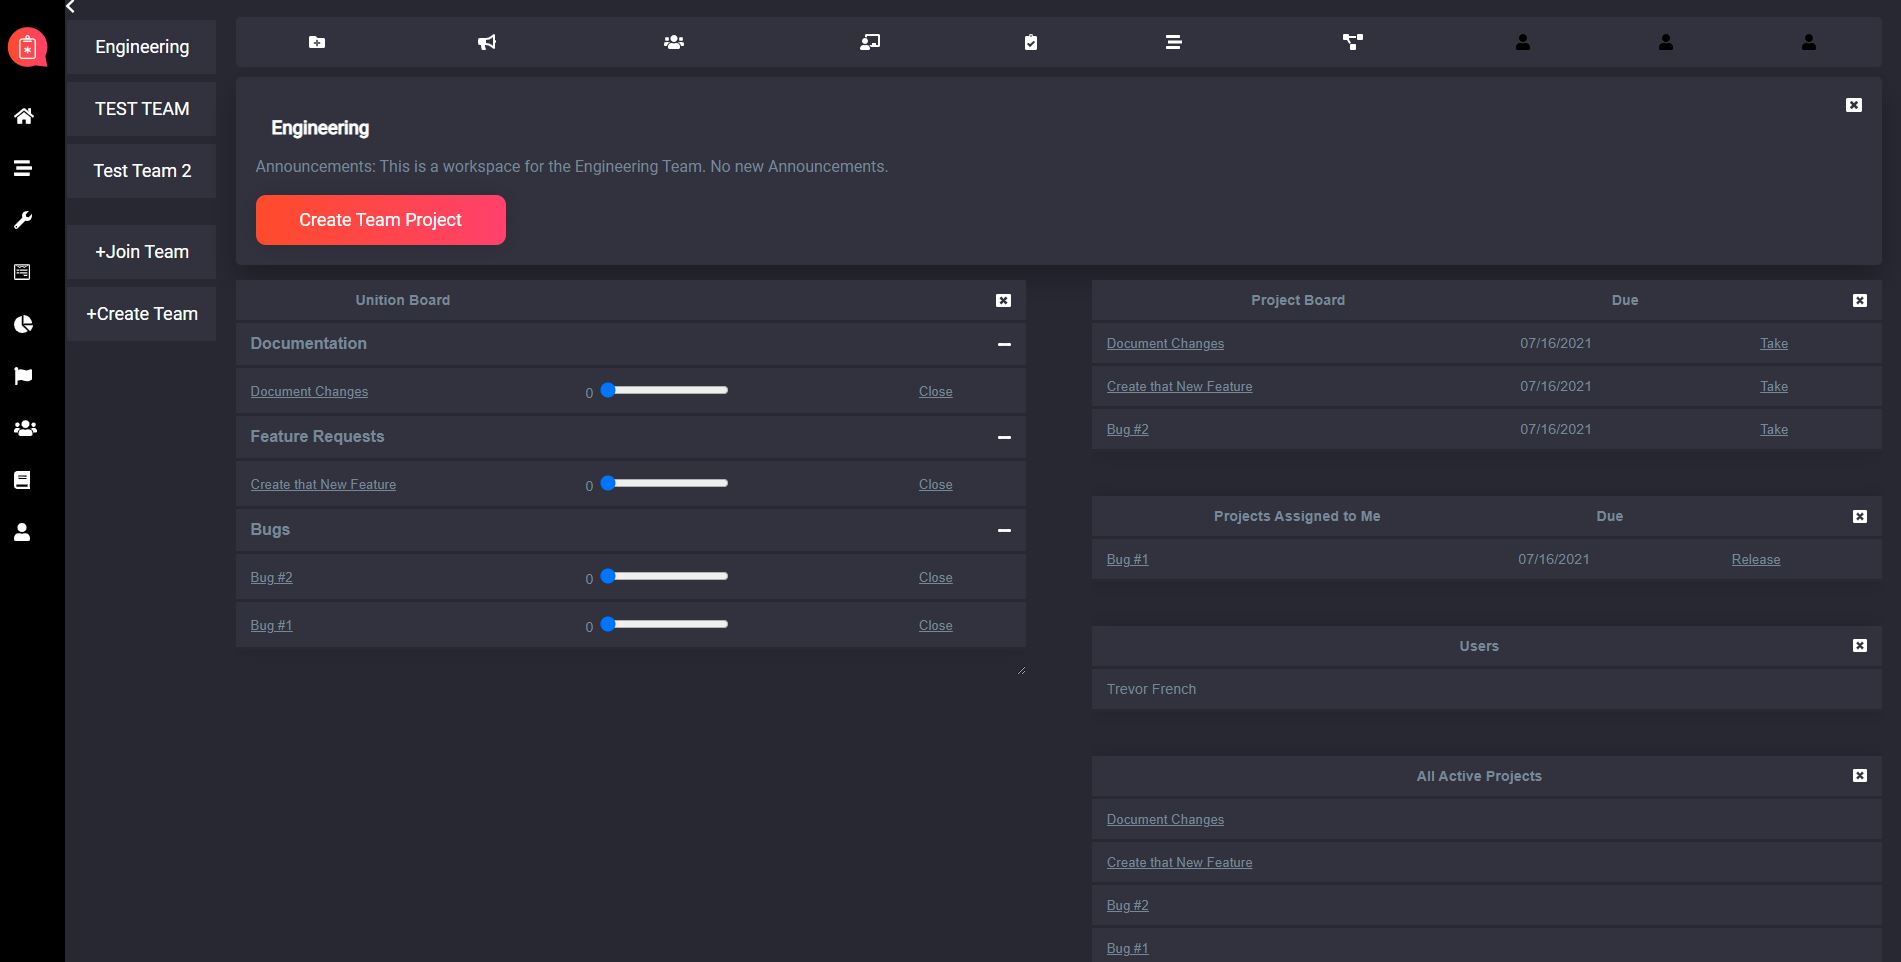 Engineering
TEST TEAM
Test Team 2
+Join Team
+Create Team
Engineering
Announcements: This is a workspace for the Engineering Team. No new Announcements.
Create Team Project
Unition Board
Documentation
Document Changes 0 Close
Feature Requests
Create that New Feature 0 Close
Bugs
Bug #2 0 Close
Bug #1 0 Close
Project Board Due
Document Changes 07/16/2021 Take
Create that New Feature 07/16/2021 Take
Bug #2 07/16/2021 Take
Projects Assigned to Me Due
Bug #1 07/16/2021 Release
Users
Trevor French
All Active Projects
Document Changes
Create that New Feature
Bug #2
Bug #1